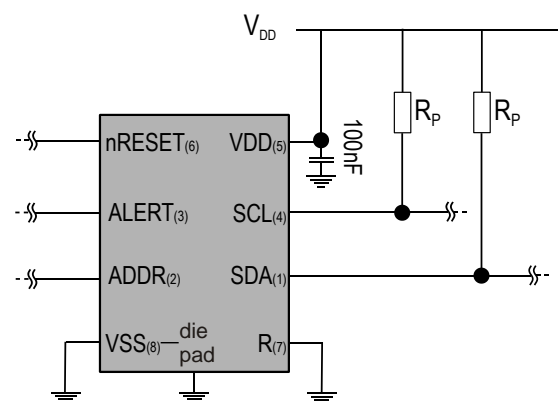 VDD
RP
RP
100nF
nRESET(6)
VDD(5)
ALERT(3)
SCL(4)
ADDR(2)
SDA(1)
VSS(8)
die
pad
R(7)